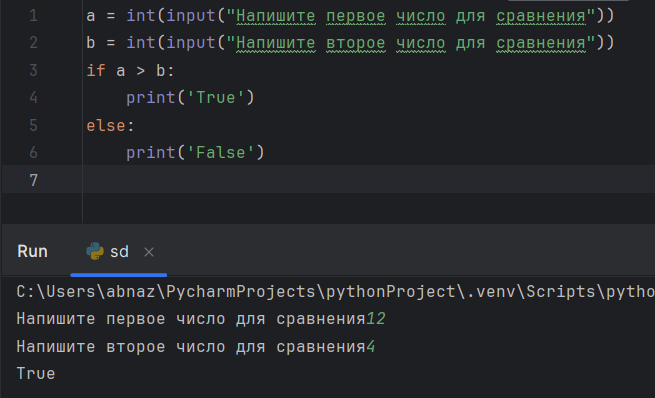 1 a = int(input("Напишите первое число для сравнения"))
2 b = int(input("Напишите второе число для сравнения"))
3 if a > b:
4     print('True')
5 else:
6     print('False')
7
Run sd ×
C:\Users\abnaz\PycharmProjects\pythonProject\.venv\Scripts\pytho
Напишите первое число для сравнения12
Напишите второе число для сравнения4
True